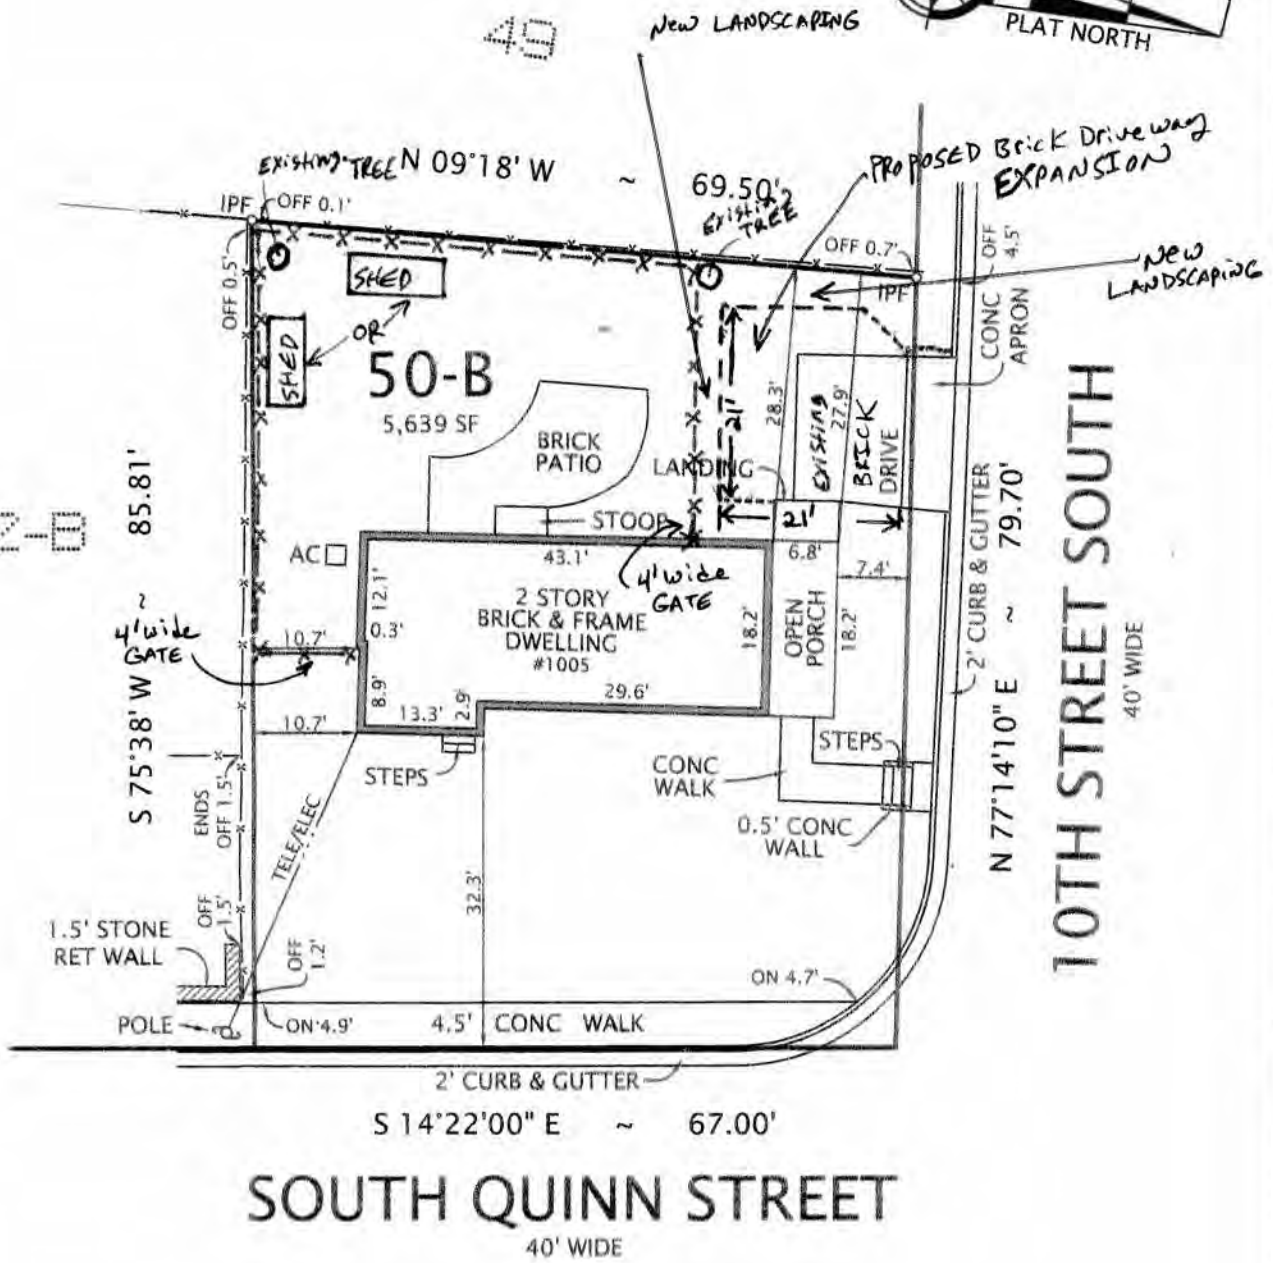 New LANDSCAPING
49
PLAT NORTH
EXISTING TREE
N 09°18' W ~ 69.50'
PROPOSED Brick Driveway
EXPANSION
IPF
OFF 0.1'
Existing
TREE
OFF 0.7'
New
LANDSCAPING
IPF
OFF
4.5'
CONC
APRON
OFF 0.5'
SHED
OR
SHED
50-B
5,639 SF
BRICK
PATIO
LANDING
21'
28.3'
Existing
27.9'
BRICK
DRIVE
21'
STOOP
AC
43.1'
6.8'
7.4'
4' wide
GATE
12.1'
0.3'
2 STORY
BRICK & FRAME
DWELLING
#1005
18.2'
OPEN
PORCH
18.2'
4' wide
GATE
10.7'
8.9'
13.3'
2.9'
29.6'
10.7'
STEPS
STEPS
CONC
WALK
0.5' CONC
WALL
S 75°38' W ~ 85.81'
ENDS
OFF 1.5'
TELE/ELEC
32.3'
OFF
1.5'
1.5' STONE
RET WALL
OFF
1.2'
ON 4.7'
POLE
ON 4.9'
4.5' CONC WALK
2' CURB & GUTTER
2' CURB & GUTTER
N 77°14'10" E ~ 79.70'
10TH STREET SOUTH
40' WIDE
S 14°22'00" E ~ 67.00'
SOUTH QUINN STREET
40' WIDE